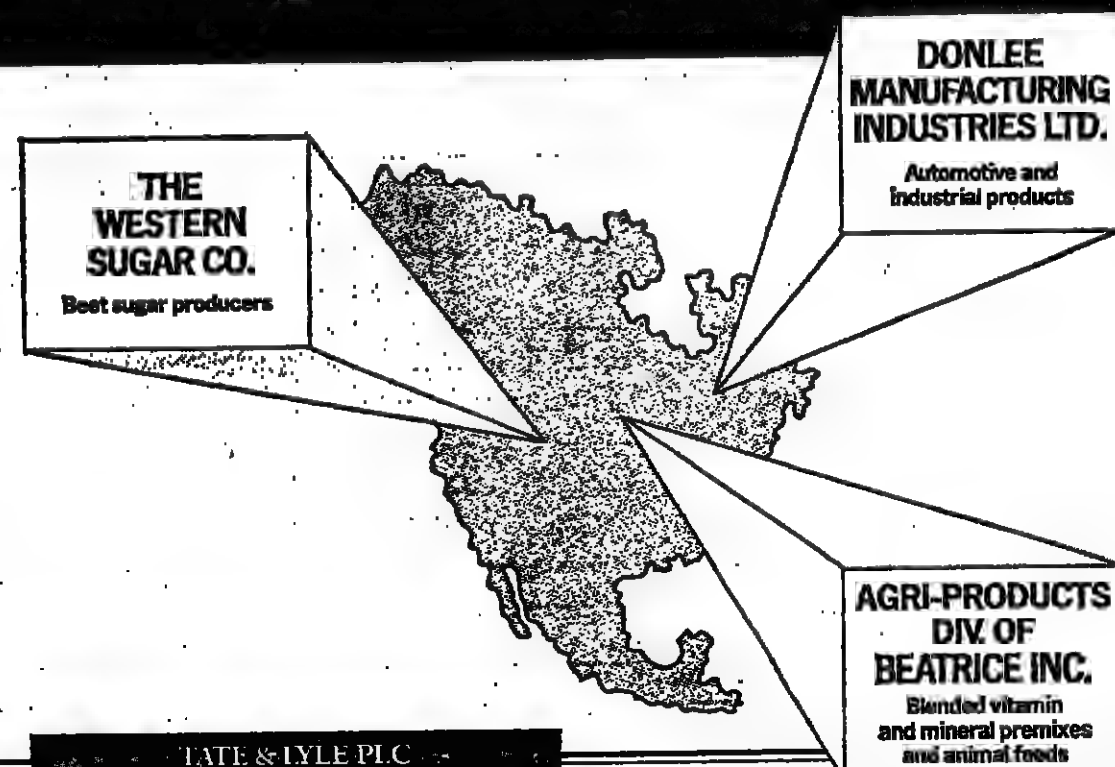 THE
WESTERN
SUGAR CO.
Beet sugar producers
DONLEE
MANUFACTURING
INDUSTRIES LTD.
Automotive and
industrial products
AGRI-PRODUCTS
DIV. OF
BEATRICE INC.
Blended vitamin
and mineral premixes
and animal feeds
TATE & LYLE PLC